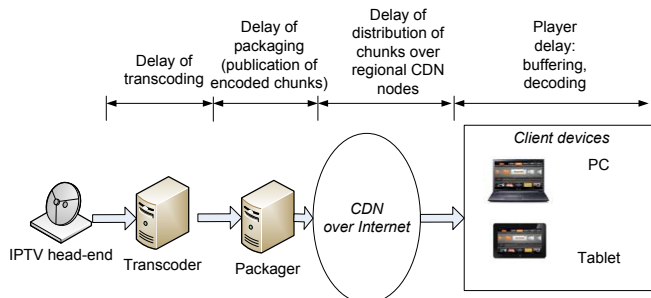 Delay of
transcoding
Delay of
packaging
(publication of
encoded chunks)
Delay of
distribution of
chunks over
regional CDN
nodes
Player
delay:
buffering,
decoding
Client devices
PC
Tablet
CDN
over Internet
IPTV head-end
Transcoder
Packager